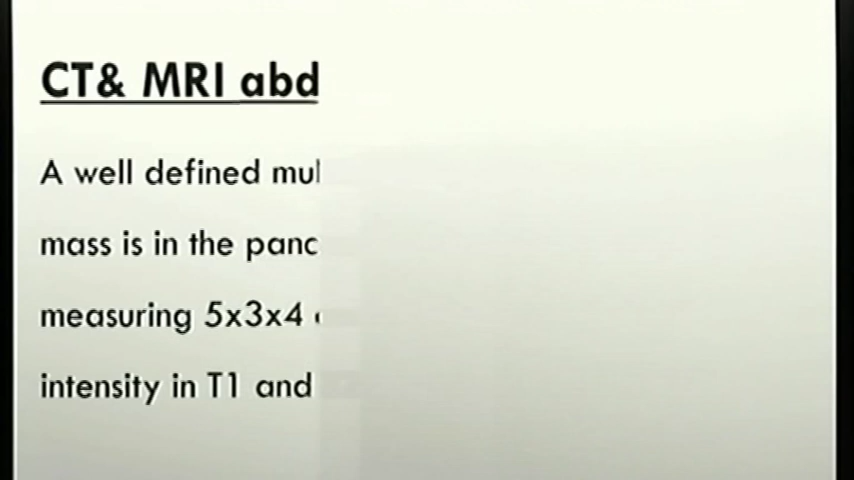 CT& MRI abd
A well defined mul
mass is in the panc
measuring 5x3x4
intensity in T1 and